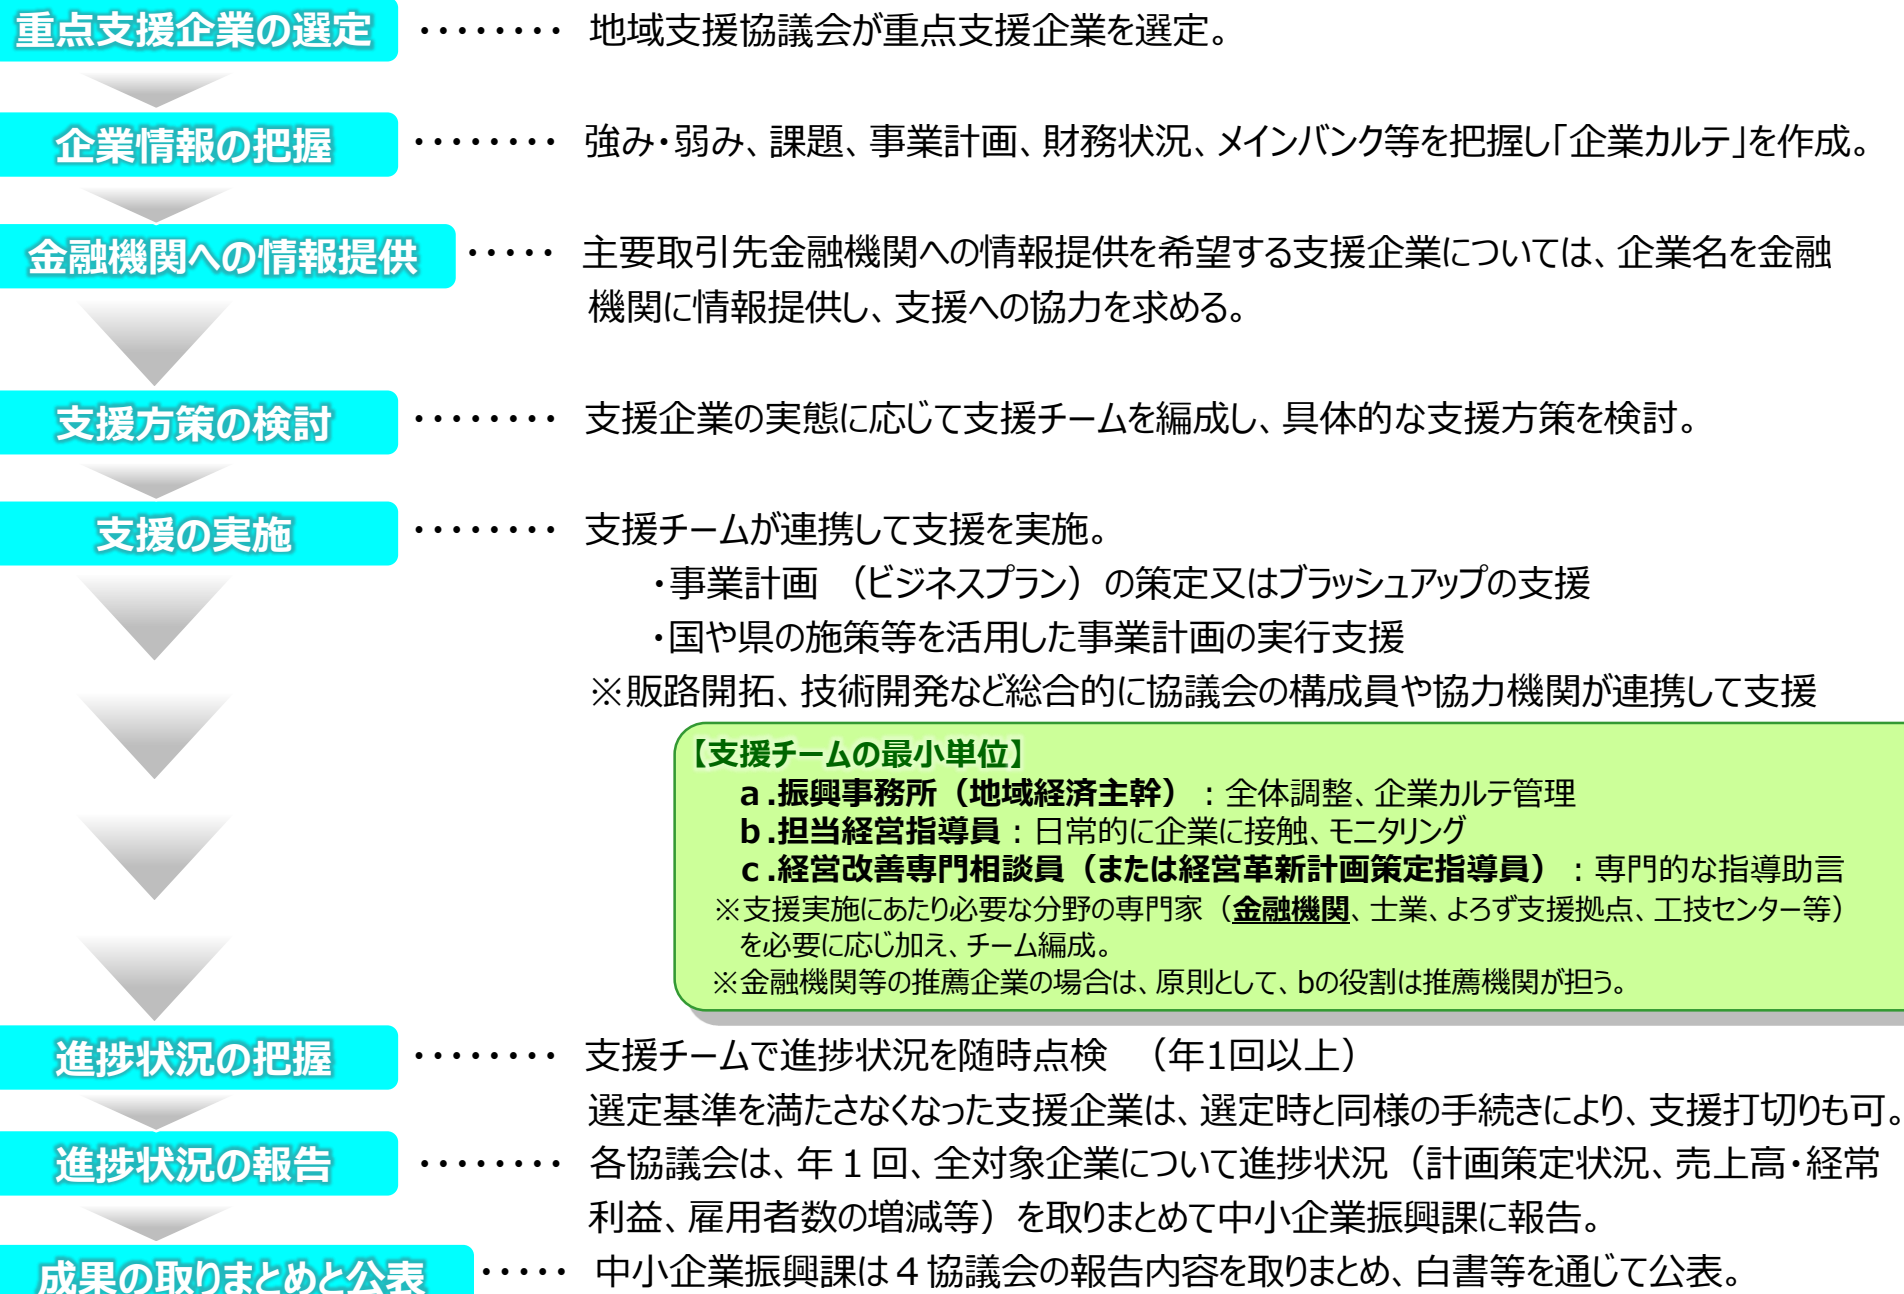 重点支援企業の選定 ‥‥‥‥ 地域支援協議会が重点支援企業を選定。
企業情報の把握 ‥‥‥‥ 強み・弱み、課題、事業計画、財務状況、メインバンク等を把握し「企業カルテ」を作成。
金融機関への情報提供 ‥‥・ 主要取引先金融機関への情報提供を希望する支援企業については、企業名を金融
機関に情報提供し、支援への協力を求める。
支援方策の検討 ‥‥‥‥ 支援企業の実態に応じて支援チームを編成し、具体的な支援方策を検討。
支援の実施 ‥‥‥‥ 支援チームが連携して支援を実施。
・事業計画 （ビジネスプラン）の策定又はブラッシュアップの支援
・国や県の施策等を活用した事業計画の実行支援
※販路開拓、技術開発など総合的に協議会の構成員や協力機関が連携して支援
【支援チームの最小単位】
a.振興事務所（地域経済主幹）：全体調整、企業カルテ管理
b.担当経営指導員：日常的に企業に接触、モニタリング
c.経営改善専門相談員（または経営革新計画策定指導員）：専門的な指導助言
※支援実施にあたり必要な分野の専門家（金融機関、士業、よろず支援拠点、工技センター等）
を必要に応じ加え、チーム編成。
※金融機関等の推薦企業の場合は、原則として、bの役割は推薦機関が担う。
進捗状況の把握 ‥‥‥‥ 支援チームで進捗状況を随時点検 （年1回以上）
選定基準を満たさなくなった支援企業は、選定時と同様の手続きにより、支援打切りも可。
進捗状況の報告 ‥‥‥‥ 各協議会は、年１回、全対象企業について進捗状況（計画策定状況、売上高・経常
利益、雇用者数の増減等）を取りまとめて中小企業振興課に報告。
成果の取りまとめと公表 ‥‥・ 中小企業振興課は４協議会の報告内容を取りまとめ、白書等を通じて公表。